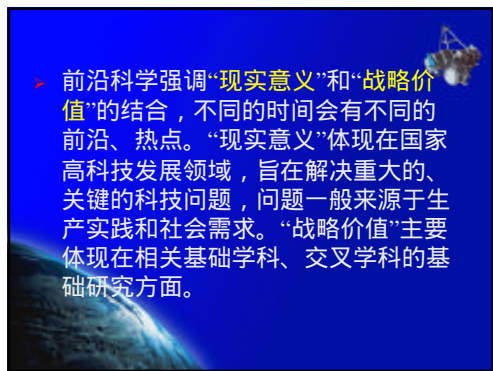 前沿科学强调“现实意义”和“战略价
值”的结合，不同的时间会有不同的
前沿、热点。“现实意义”体现在国家
高科技发展领域，旨在解决重大的、
关键的科技问题，问题一般来源于生
产实践和社会需求。“战略价值”主要
体现在相关基础学科、交叉学科的基
础研究方面。